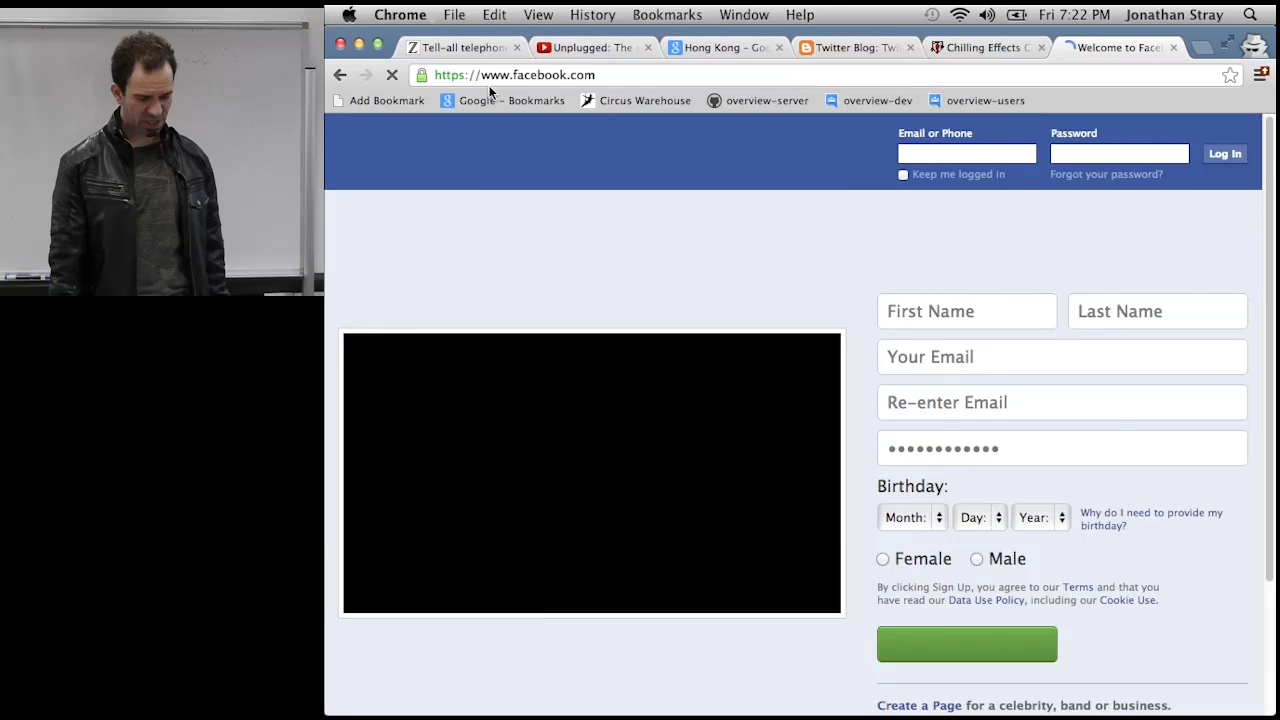 Chrome File Edit View History Bookmarks Window Help Fri 7:22 PM Jonathan Stray
Tell-all telephon Unplugged: The s Hong Kong - Goo Twitter Blog: Twi Chilling Effects C Welcome to Facel
https://www.facebook.com
Add Bookmark Google - Bookmarks Circus Warehouse overview-server overview-dev overview-users
Email or Phone Password
Log In
Keep me logged in Forgot your password?
First Name Last Name
Your Email
Re-enter Email
Birthday:
Month: Day: Year: Why do I need to provide my
birthday?
Female Male
By clicking Sign Up, you agree to our Terms and that you
have read our Data Use Policy, including our Cookie Use.
Create a Page for a celebrity, band or business.